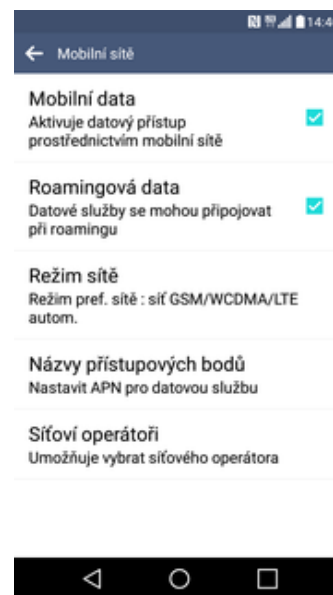 14:4
Mobilní sítě
Mobilní data
Aktivuje datový přístup
prostřednictvím mobilní sítě
Roamingová data
Datové služby se mohou připojovat
při roamingu
Režim sítě
Režim pref. sítě : síť GSM/WCDMA/LTE
autom.
Názvy přístupových bodů
Nastavit APN pro datovou službu
Síťoví operátoři
Umožňuje vybrat síťového operátora